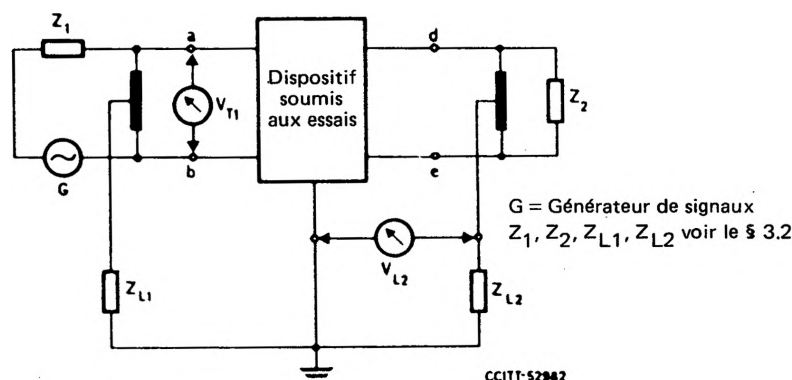 Z1
a
d
Dispositif
soumis
aux essais
VT1
Z2
b
e
G
G = Générateur de signaux
Z1, Z2, ZL1, ZL2 voir le § 3.2
VL2
ZL1
ZL2
CCITT-52942